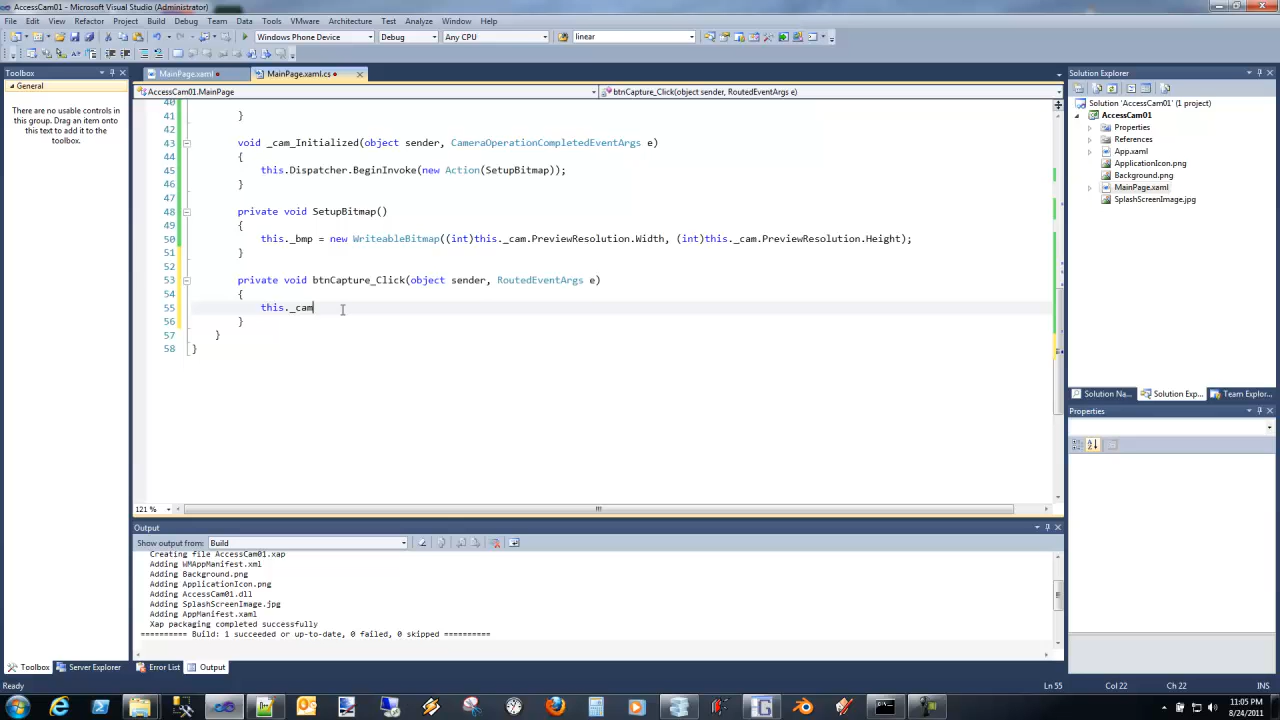 AccessCam01 - Microsoft Visual Studio (Administrator)
File Edit View Refactor Project Build Debug Team Data Tools VMware Architecture Test Analyze Window Help
Windows Phone Device Debug Any CPU linear
Toolbox
General
There are no usable controls in
this group. Drag an item onto
this text to add it to the
toolbox.
MainPage.xaml MainPage.xaml.cs
AccessCam01.MainPage btnCapture_Click(object sender, RoutedEventArgs e)
40
41 }
42
43 void _cam_Initialized(object sender, CameraOperationCompletedEventArgs e)
44 {
45 this.Dispatcher.BeginInvoke(new Action(SetupBitmap));
46 }
47
48 private void SetupBitmap()
49 {
50 this._bmp = new WriteableBitmap((int)this._cam.PreviewResolution.Width, (int)this._cam.PreviewResolution.Height);
51 }
52
53 private void btnCapture_Click(object sender, RoutedEventArgs e)
54 {
55 this._cam
56 }
57 }
58 }
121 %
Output
Show output from: Build
Creating file AccessCam01.xap
Adding WMAppManifest.xml
Adding Background.png
Adding ApplicationIcon.png
Adding AccessCam01.dll
Adding SplashScreenImage.jpg
Adding AppManifest.xaml
Xap packaging completed successfully
========== Build: 1 succeeded or up-to-date, 0 failed, 0 skipped ==========
Solution Explorer
Solution 'AccessCam01' (1 project)
AccessCam01
Properties
References
App.xaml
ApplicationIcon.png
Background.png
MainPage.xaml
SplashScreenImage.jpg
Solution Na... Solution Exp... Team Explor...
Properties
Toolbox Server Explorer Error List Output
Ready Ln 55 Col 22 Ch 22 INS
11:05 PM
8/24/2011